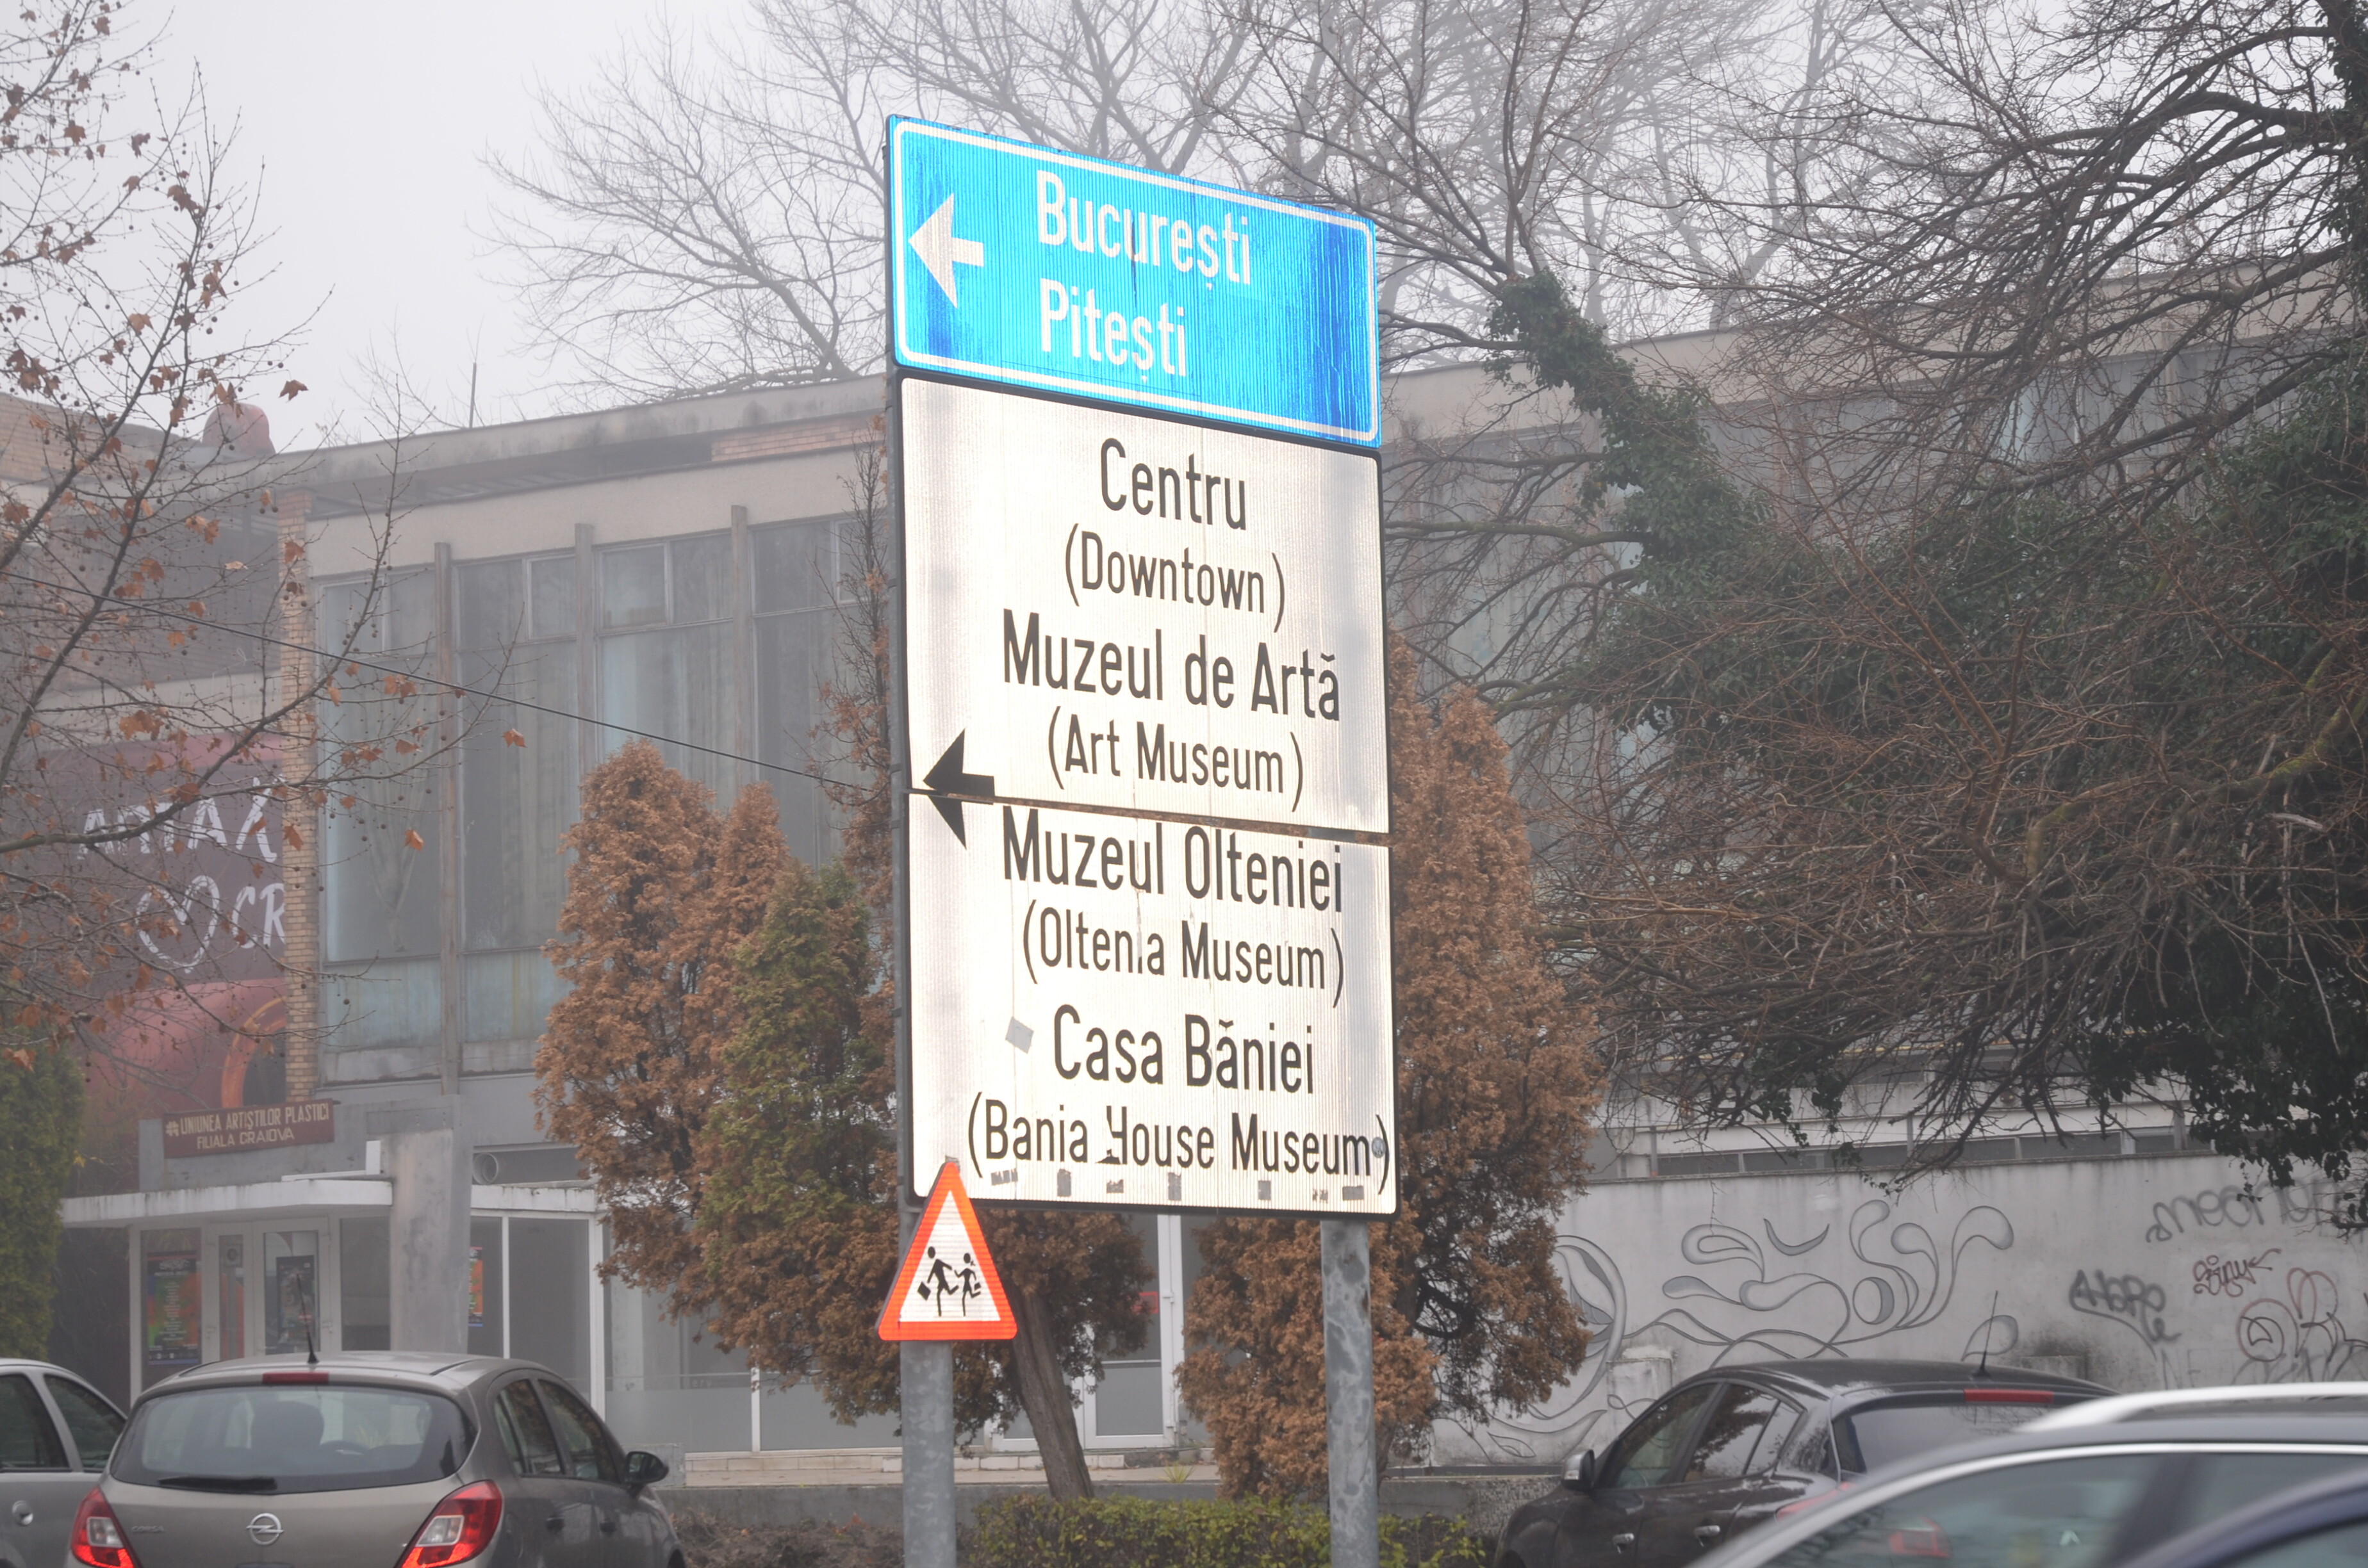 București
Pitești
Centru
(Downtown)
Muzeul de Artă
(Art Museum)
Muzeul Olteniei
(Oltenia Museum)
Casa Băniei
(Bania House Museum)
#UNIUNEA ARTIȘTILOR PLASTICI
FILIALA CRAIOVA
CORSA